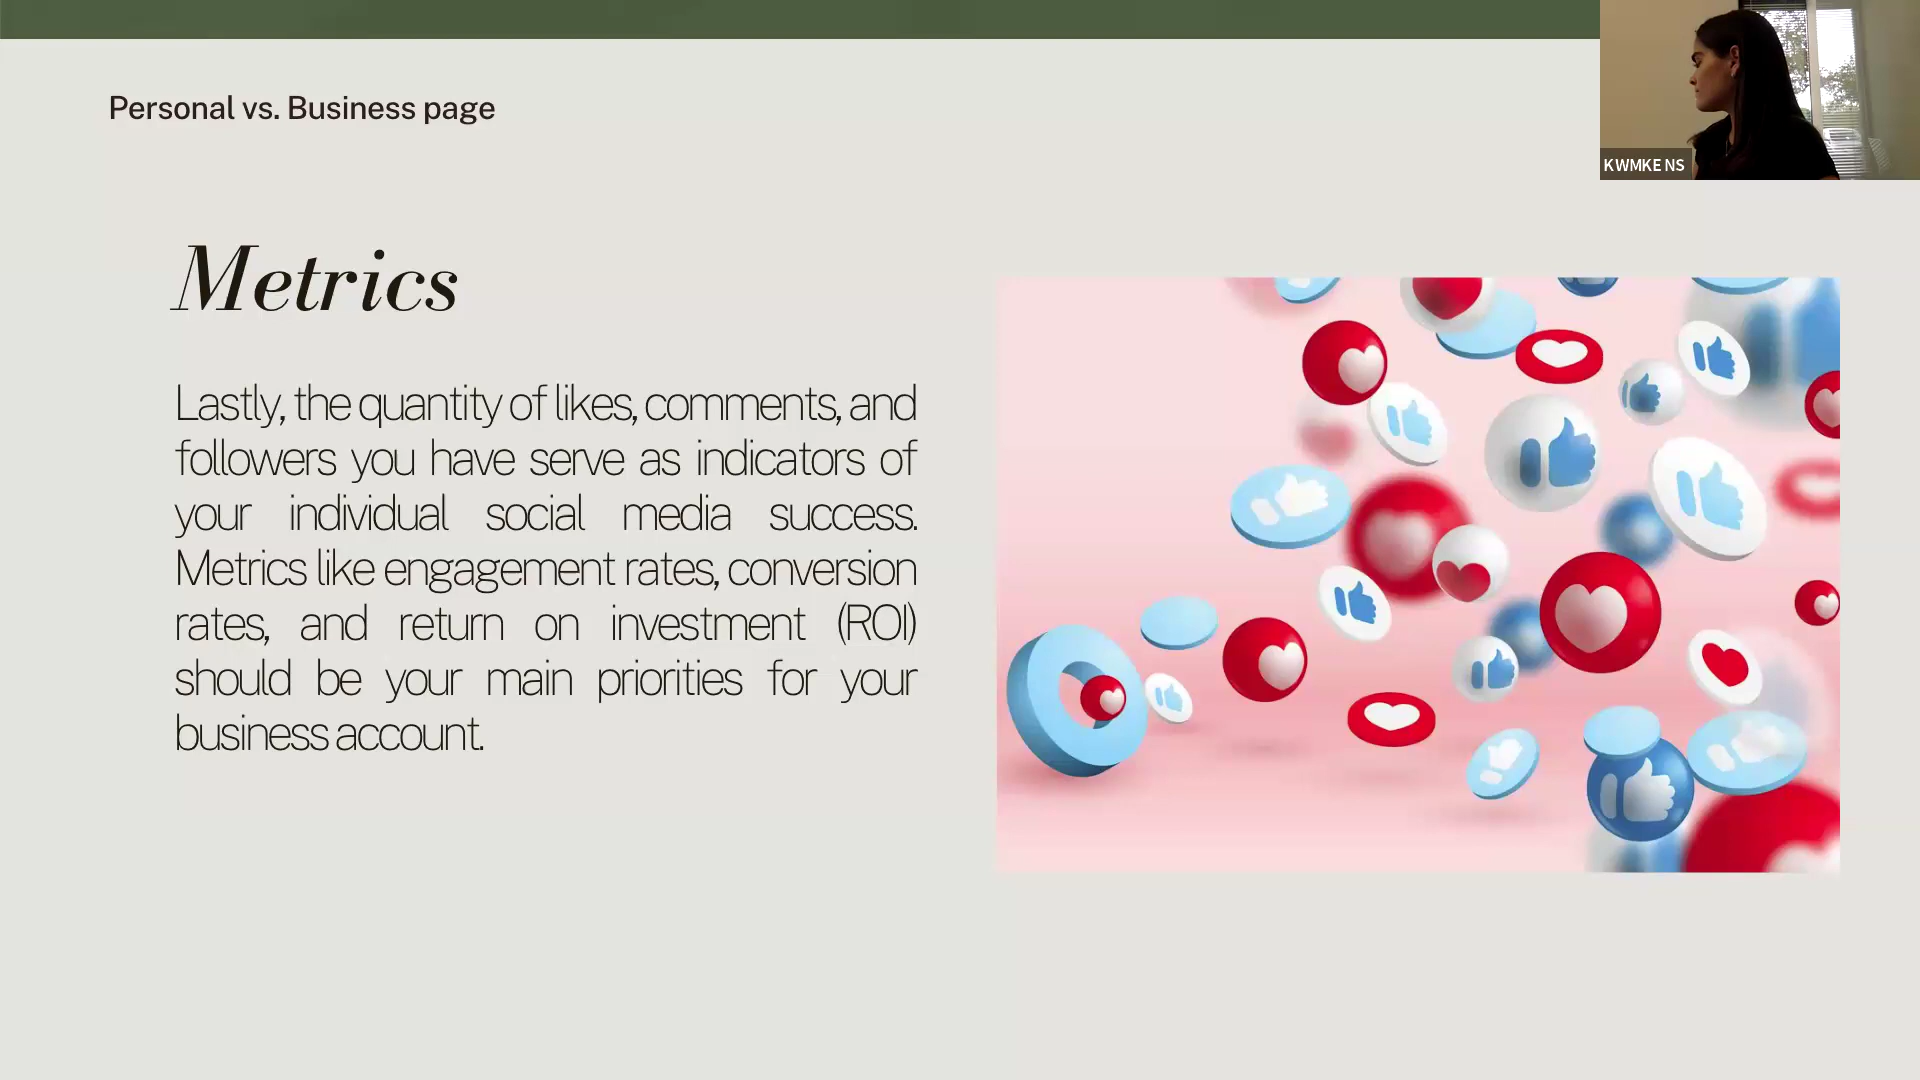 Personal vs. Business page
KWMKE NS
Metrics
Lastly, the quantity of likes, comments, and
followers you have serve as indicators of
your individual social media success.
Metrics like engagement rates, conversion
rates, and return on investment (ROI)
should be your main priorities for your
business account.